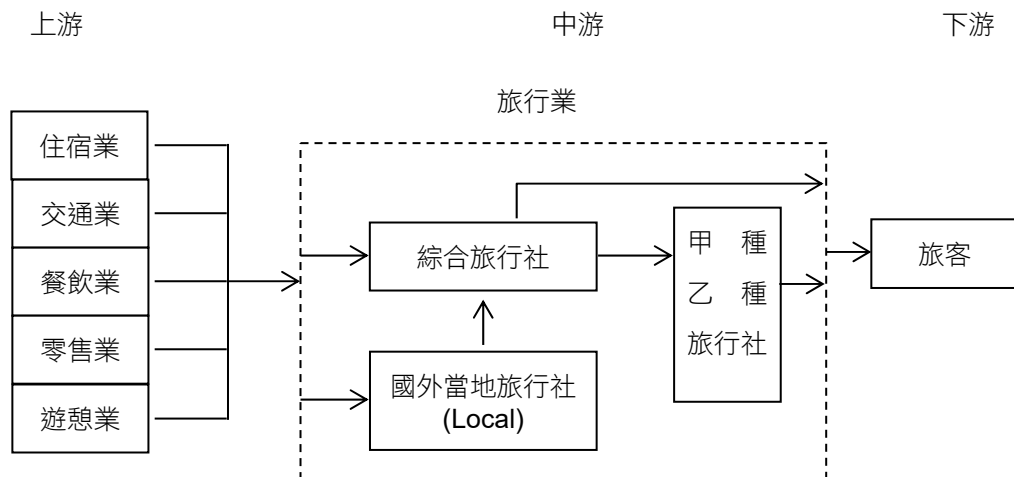 上游
中游
下游
旅行業
住宿業
交通業
餐飲業
零售業
遊憩業
綜合旅行社
國外當地旅行社
(Local)
甲 種
乙 種
旅行社
旅客